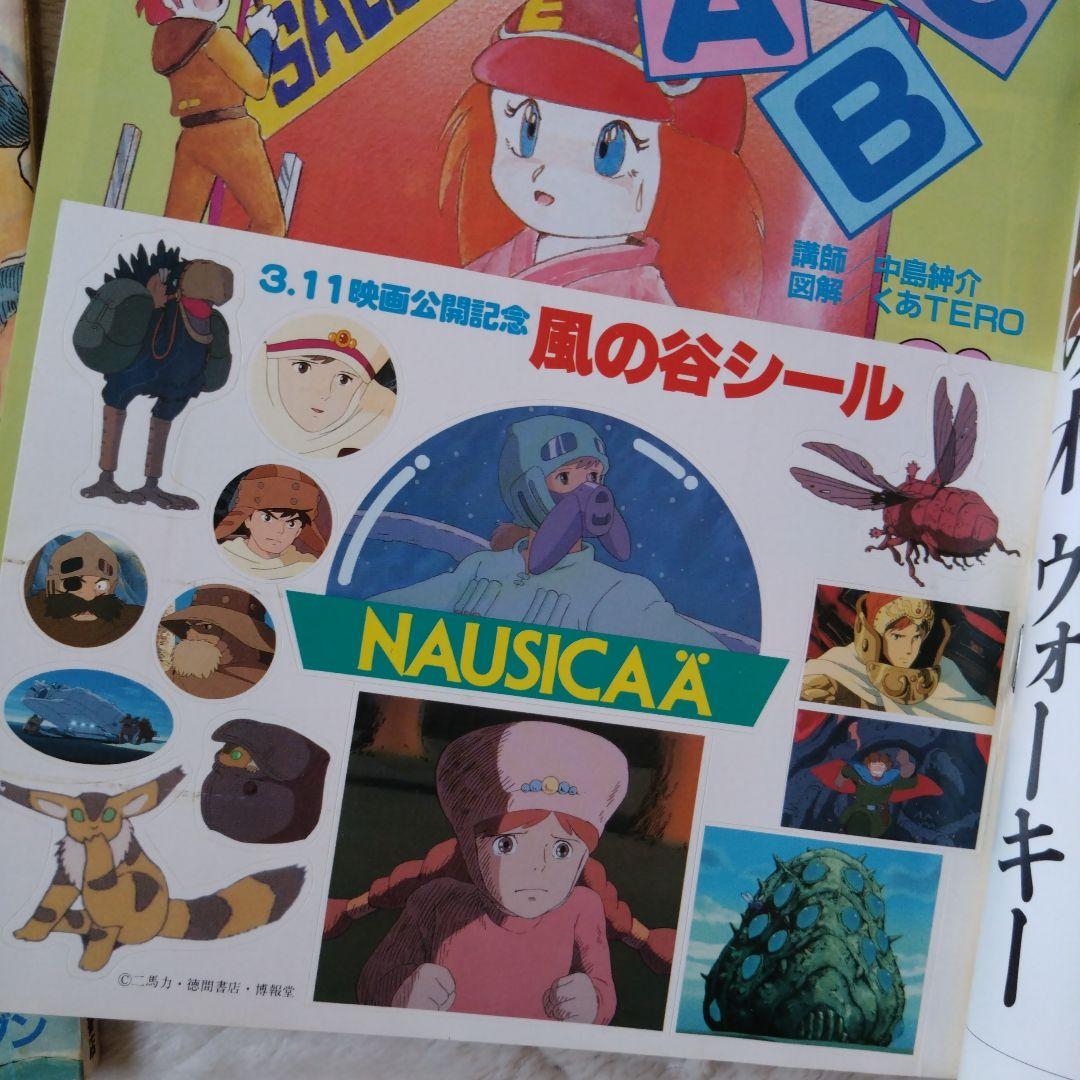 SALE
E
A
B
C
講師／中島紳介
図解／くあTERO
3.11映画公開記念
風の谷シール
NAUSICAÄ
©二馬力・徳間書店・博報堂
ウォーキー